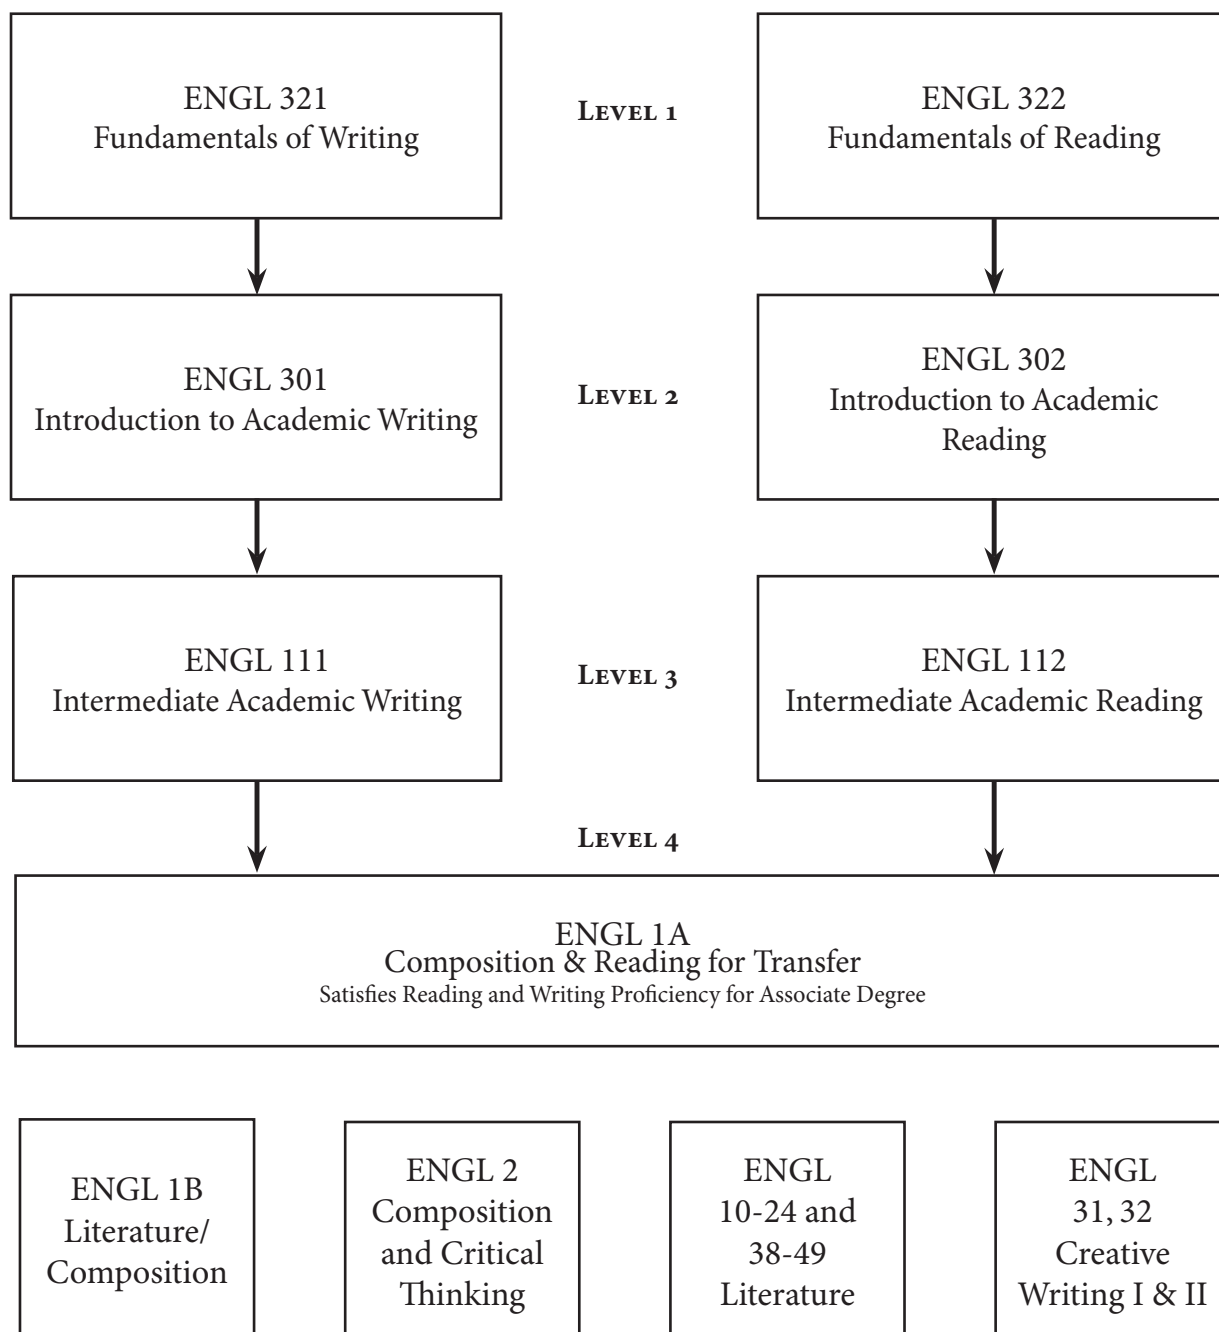 ENGL 321
Fundamentals of Writing
LEVEL 1
ENGL 322
Fundamentals of Reading
ENGL 301
Introduction to Academic Writing
LEVEL 2
ENGL 302
Introduction to Academic
Reading
ENGL 111
Intermediate Academic Writing
LEVEL 3
ENGL 112
Intermediate Academic Reading
LEVEL 4
ENGL 1A
Composition & Reading for Transfer
Satisfies Reading and Writing Proficiency for Associate Degree
ENGL 1B
Literature/
Composition
ENGL 2
Composition
and Critical
Thinking
ENGL
10-24 and
38-49
Literature
ENGL
31, 32
Creative
Writing I & II